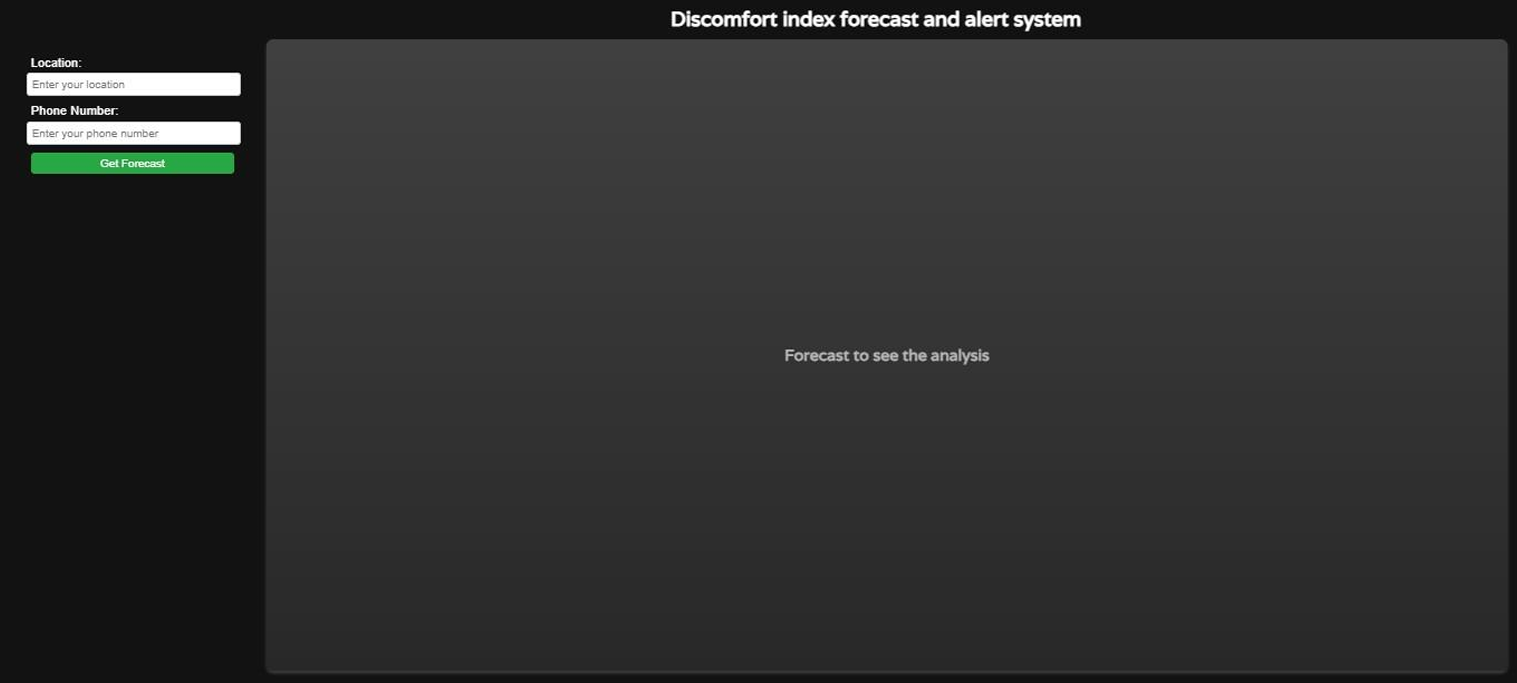 Discomfort index forecast and alert system
Location:
Enter your location
Phone Number:
Enter your phone number
Get Forecast
Forecast to see the analysis